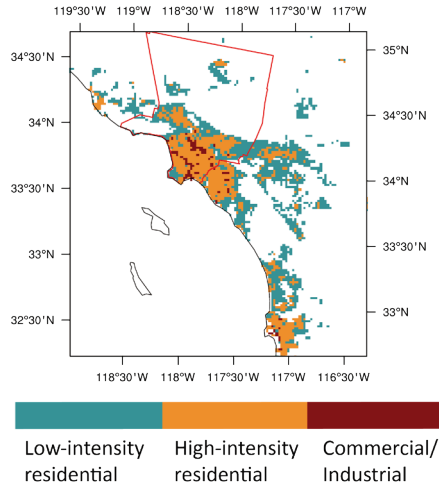 119°30'W 119°W 118°30'W 118°W 117°30'W 117°W
34°30'N
34°N
33°30'N
33°N
32°30'N
35°N
34°30'N
34°N
33°30'N
33°N
118°30'W 118°W 117°30'W 117°W 116°30'W 116°W
Low-intensity
residential
High-intensity
residential
Commercial/
Industrial